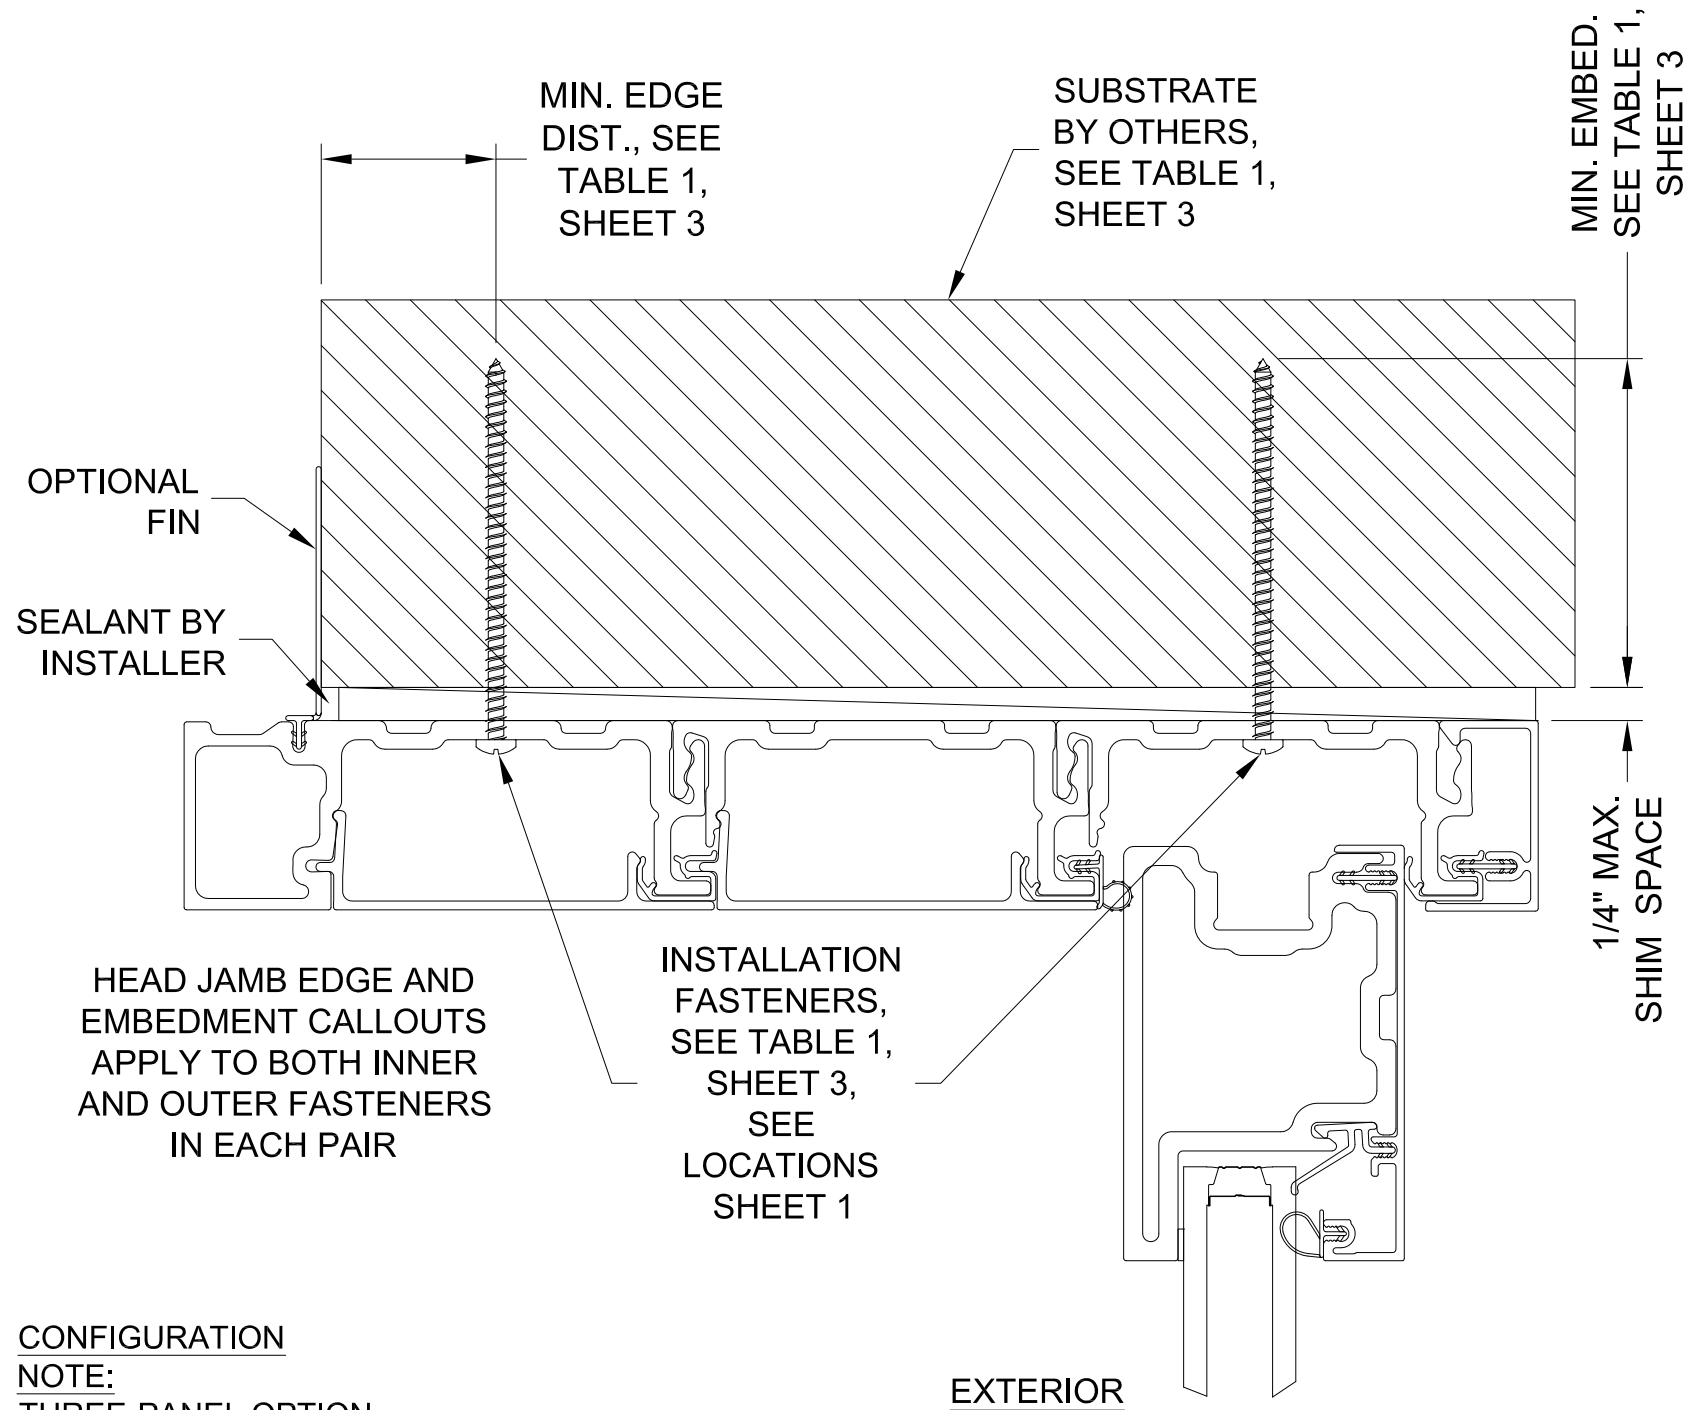 MIN. EDGE
DIST., SEE
TABLE 1,
SHEET 3
SUBSTRATE
BY OTHERS,
SEE TABLE 1,
SHEET 3
MIN. EMBED.
SEE TABLE 1,
SHEET 3
OPTIONAL
FIN
SEALANT BY
INSTALLER
1/4" MAX.
SHIM SPACE
HEAD JAMB EDGE AND
EMBEDMENT CALLOUTS
APPLY TO BOTH INNER
AND OUTER FASTENERS
IN EACH PAIR
INSTALLATION
FASTENERS,
SEE TABLE 1,
SHEET 3,
SEE
LOCATIONS
SHEET 1
CONFIGURATION
NOTE:
THREE PANEL OPTION
EXTERIOR